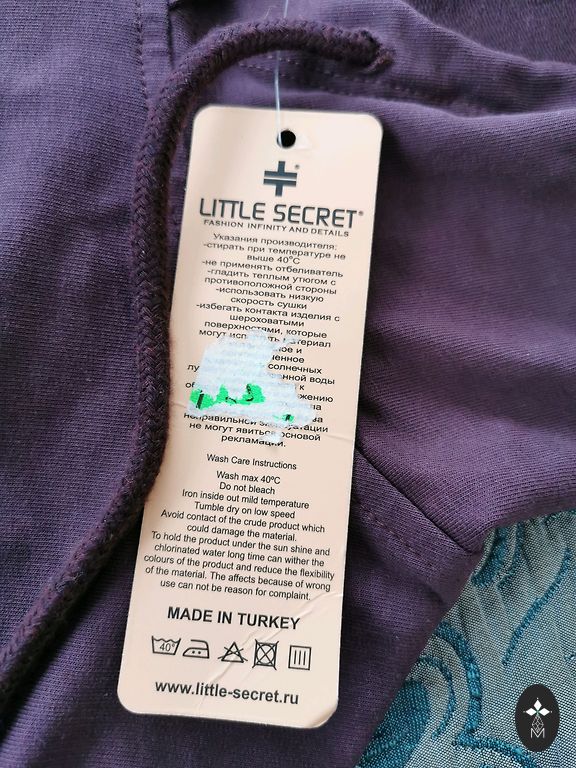 LITTLE SECRET®
FASHION INFINITY AND DETAILS
Указания производителя:
-стирать при температуре не
выше 40°C
-не применять отбеливатель
-гладить теплым утюгом с
противоположной стороны
-использовать низкую
скорость сушки
-избегать контакта изделия с
шероховатыми
поверхностями, которые
могут
и
солнечных
воды
к
не могут явиться основой
рекламации.
Wash Care Instructions
Wash max 40ºC
Do not bleach
Iron inside out mild temperature
Tumble dry on low speed
Avoid contact of the crude product which
could damage the material.
To hold the product under the sun shine and
chlorinated water long time can wither the
colours of the product and reduce the flexibility
of the material. The affects because of wrong
use can not be reason for complaint.
MADE IN TURKEY
40°
www.little-secret.ru
M